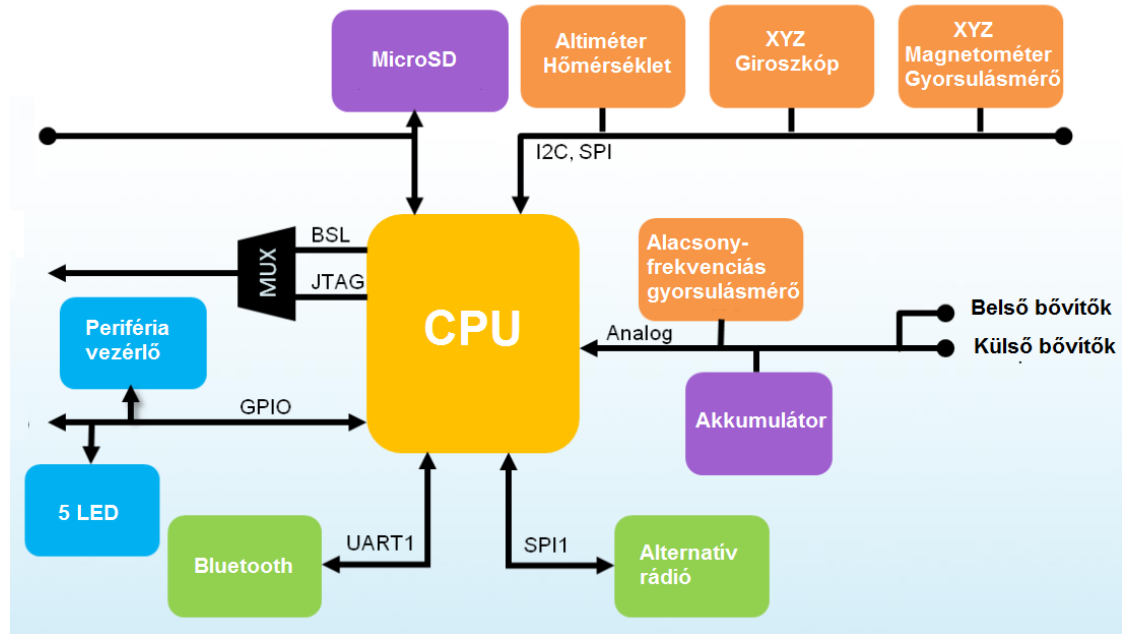 MicroSD
Altiméter
Hőmérséklet
XYZ
Giroszkóp
XYZ
Magnetométer
Gyorsulásmérő
I2C, SPI
BSL
MUX
JTAG
CPU
Alacsony-
frekvenciás
gyorsulásmérő
Analog
Belső bővítők
Külső bővítők
Periféria
vezérlő
GPIO
Akkumulátor
5 LED
Bluetooth
UART1
SPI1
Alternatív
rádió